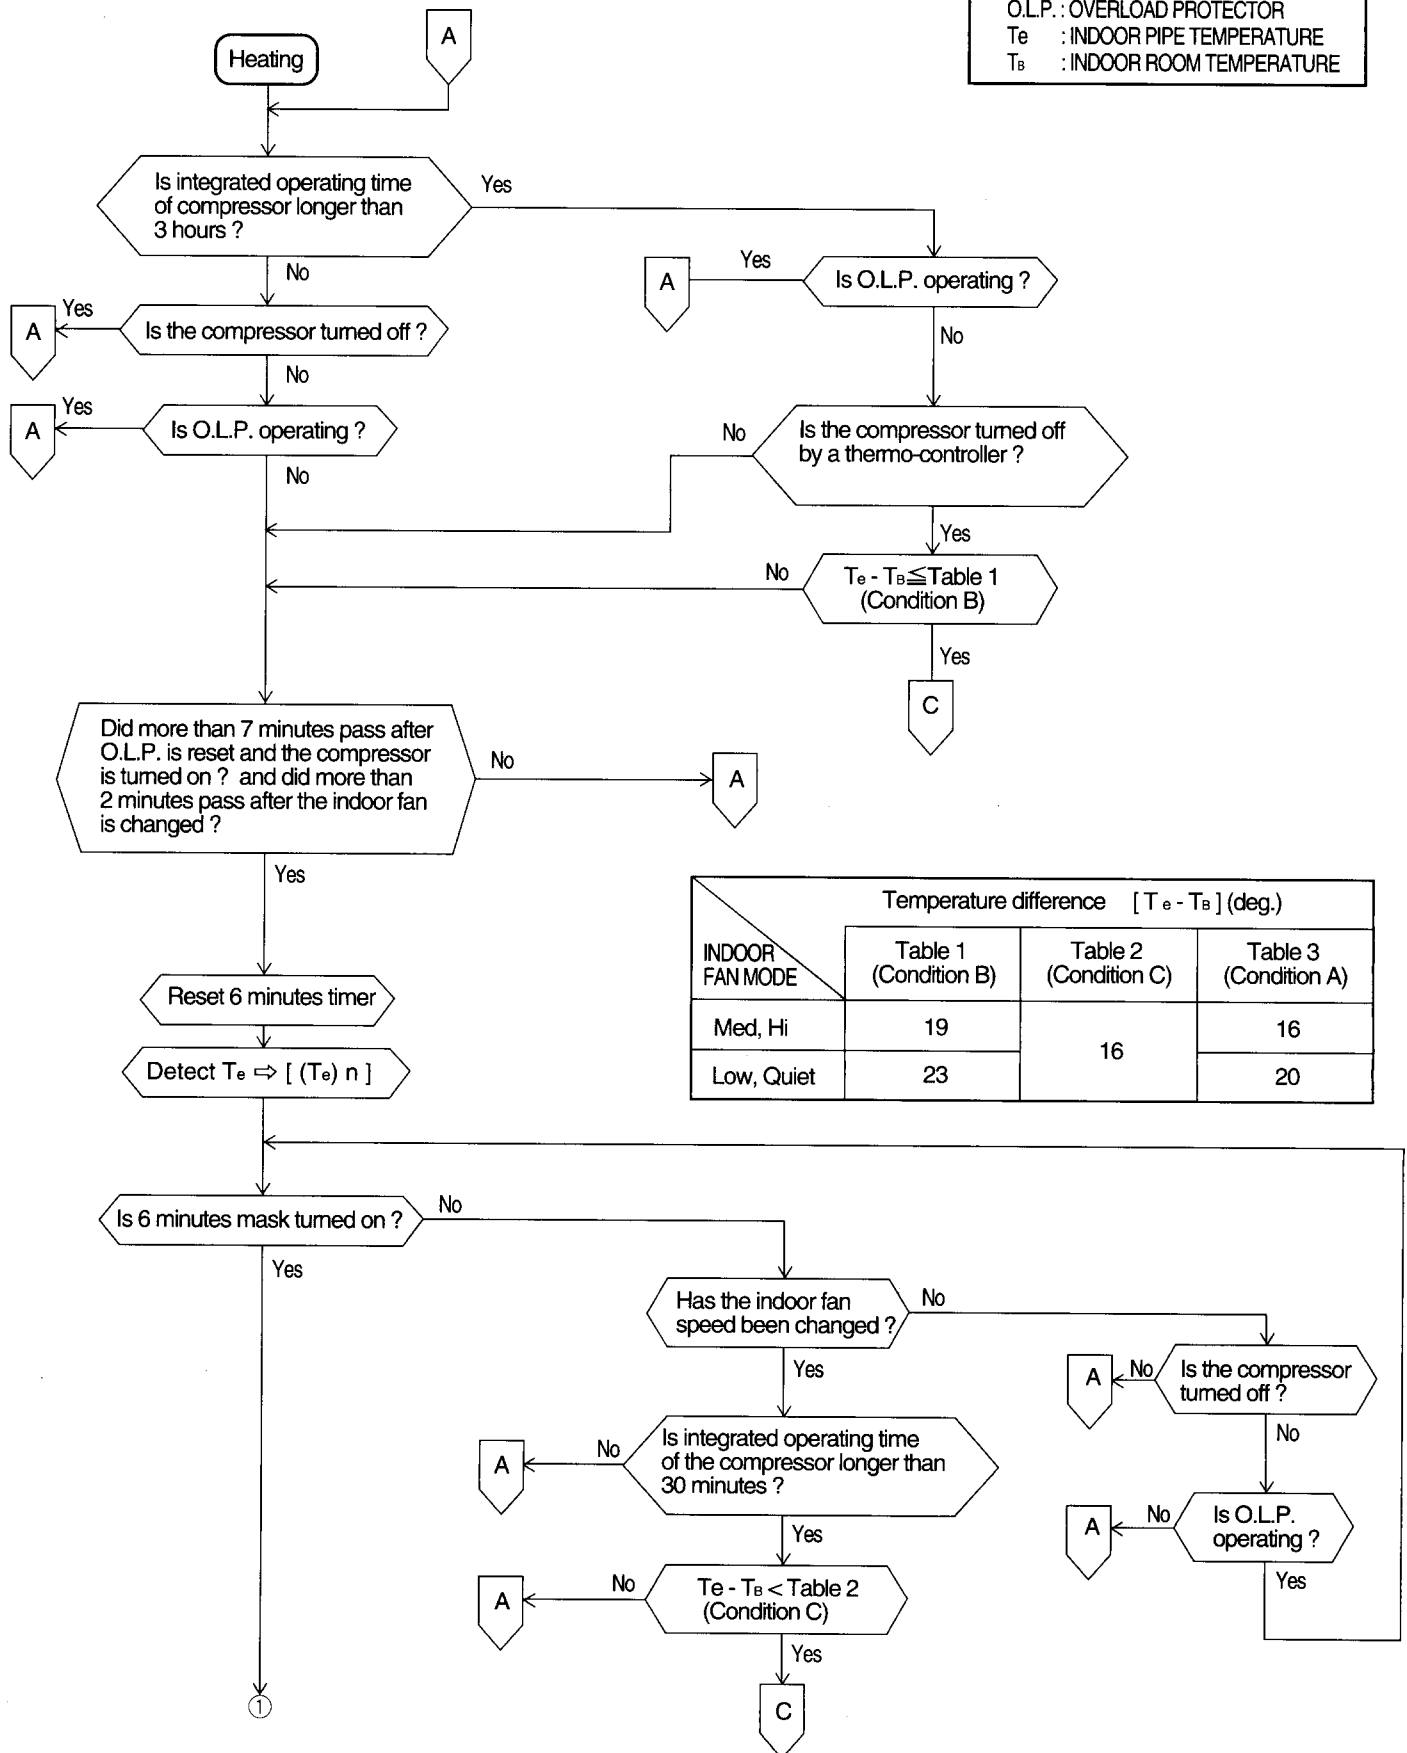 O.L.P. : OVERLOAD PROTECTOR
Te : INDOOR PIPE TEMPERATURE
TB : INDOOR ROOM TEMPERATURE
A
Heating
Is integrated operating time
of compressor longer than
3 hours ?
Yes
No
A
Yes
Is O.L.P. operating ?
No
A
Yes
Is the compressor turned off ?
No
A
Yes
Is O.L.P. operating ?
No
No
Is the compressor turned off
by a thermo-controller ?
Yes
No
Te - TB ≦ Table 1
(Condition B)
Yes
C
Did more than 7 minutes pass after
O.L.P. is reset and the compressor
is turned on ? and did more than
2 minutes pass after the indoor fan
is changed ?
No
A
Yes
Temperature difference [ Te - TB ] (deg.)
INDOOR
FAN MODE
Table 1
(Condition B)
Table 2
(Condition C)
Table 3
(Condition A)
Med, Hi
19
16
16
Low, Quiet
23
20
Reset 6 minutes timer
Detect Te ⇨ [ (Te) n ]
Is 6 minutes mask turned on ?
No
Yes
Has the indoor fan
speed been changed ?
No
Yes
A
No
Is the compressor
turned off ?
No
A
No
Is integrated operating time
of the compressor longer than
30 minutes ?
Yes
A
No
Is O.L.P.
operating ?
Yes
A
No
Te - TB < Table 2
(Condition C)
Yes
C
①